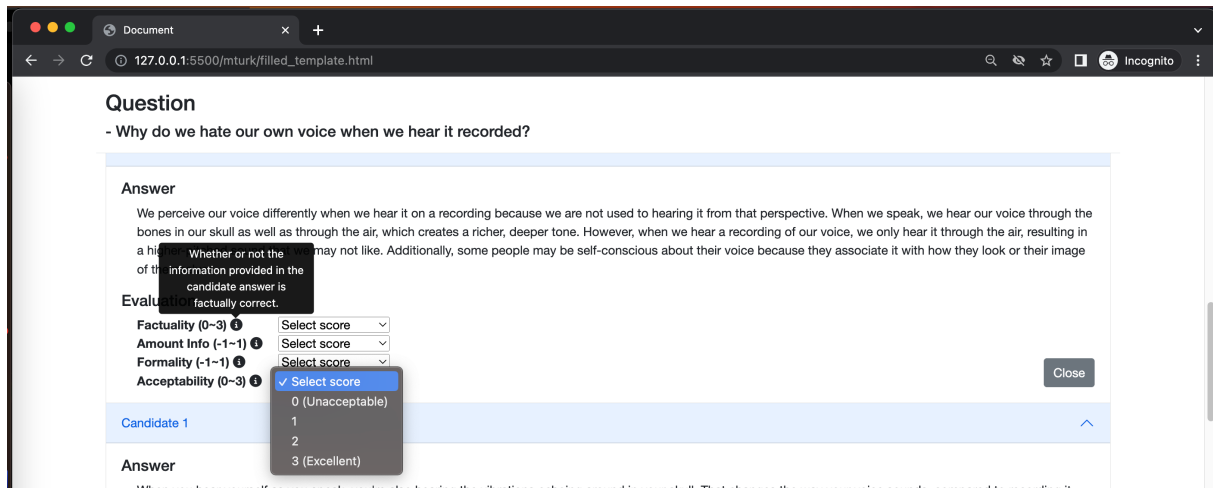 Document
127.0.0.1:5500/mturk/filled_template.html
Incognito
Question
- Why do we hate our own voice when we hear it recorded?
Answer
We perceive our voice differently when we hear it on a recording because we are not used to hearing it from that perspective. When we speak, we hear our voice through the
bones in our skull as well as through the air, which creates a richer, deeper tone. However, when we hear a recording of our voice, we only hear it through the air, resulting in
a may not like. Additionally, some people may be self-conscious about their voice because they associate it with how they look or their image
of
Whether or not the
information provided in the
candidate answer is
factually correct.
Evaluation
Factuality (0~3) Select score
Amount Info (-1~1) Select score
Formality (-1~1) Select score
Acceptability (0~3) ✓ Select score
0 (Unacceptable)
1
2
3 (Excellent)
Close
Candidate 1
Answer